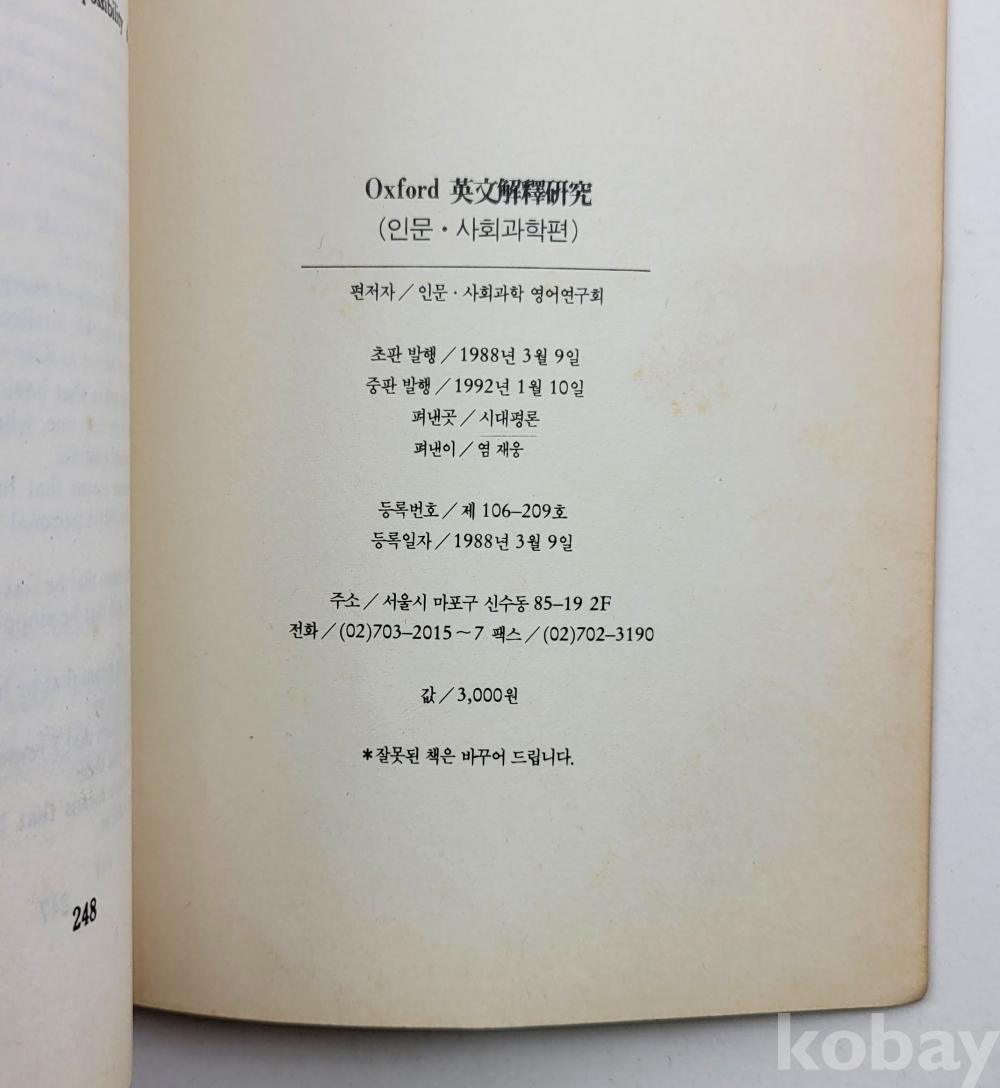 Oxford 英文解釋研究
(인문·사회과학편)
편저자／인문·사회과학 영어연구회
초판 발행／1988년 3월 9일
중판 발행／1992년 1월 10일
펴낸곳／시대평론
펴낸이／염재웅
등록번호／제 106–209호
등록일자／1988년 3월 9일
주소／서울시 마포구 신수동 85–19 2F
전화／(02)703–2015～7 팩스／(02)702–3190
값／3,000원
*잘못된 책은 바꾸어 드립니다.
248
kobay